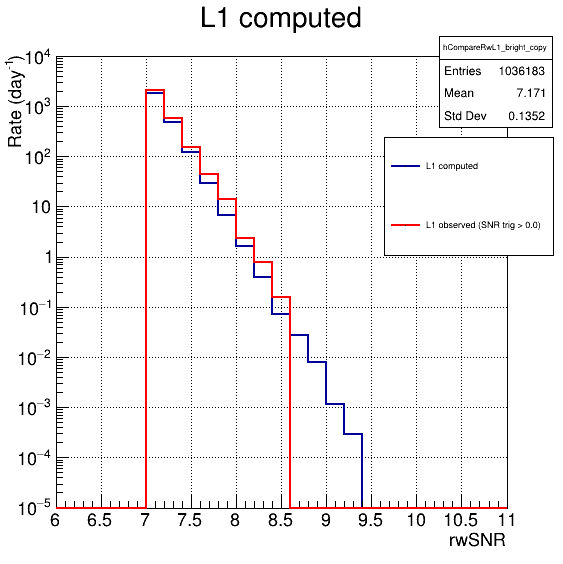 L1 computed
hCompareRwL1_bright_copy
Entries 1036183
Mean 7.171
Std Dev 0.1352
L1 computed
L1 observed (SNR trig > 0.0)
Rate (day⁻¹)
10⁴
10³
10²
10
1
10⁻¹
10⁻²
10⁻³
10⁻⁴
10⁻⁵
6 6.5 7 7.5 8 8.5 9 9.5 10 10.5 11
rwSNR